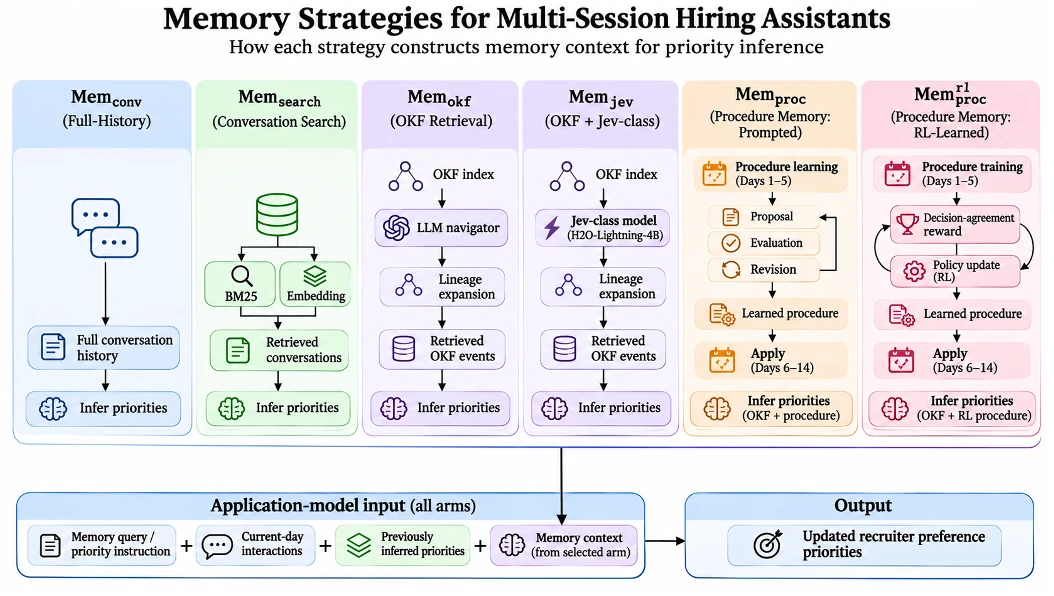 Memory Strategies for Multi-Session Hiring Assistants
How each strategy constructs memory context for priority inference
Mem_conv
(Full-History)
Full conversation
history
Infer priorities
Mem_search
(Conversation Search)
BM25
Embedding
Retrieved
conversations
Infer priorities
Mem_okf
(OKF Retrieval)
OKF index
LLM navigator
Lineage
expansion
Retrieved
OKF events
Infer priorities
Mem_jev
(OKF + Jev-class)
OKF index
Jev-class model
(H2O-Lightning-4B)
Lineage
expansion
Retrieved
OKF events
Infer priorities
Mem_proc
(Procedure Memory:
Prompted)
Procedure learning
(Days 1–5)
Proposal
Evaluation
Revision
Learned procedure
Apply
(Days 6–14)
Infer priorities
(OKF + procedure)
Mem_proc^rl
(Procedure Memory:
RL-Learned)
Procedure training
(Days 1–5)
Decision-agreement
reward
Policy update
(RL)
Learned procedure
Apply
(Days 6–14)
Infer priorities
(OKF + RL procedure)
Application-model input (all arms)
Memory query /
priority instruction
+
Current-day
interactions
+
Previously
inferred priorities
+
Memory context
(from selected arm)
Output
Updated recruiter preference
priorities